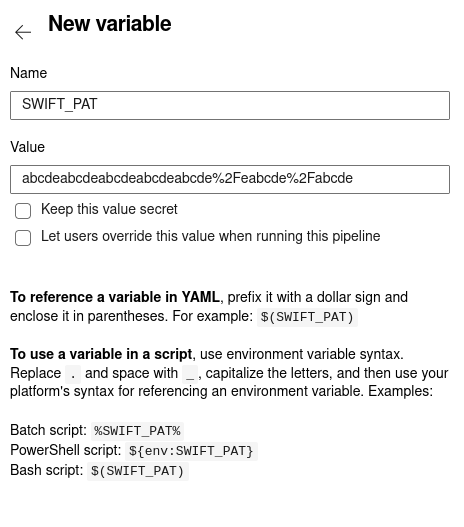 New variable
Name
SWIFT_PAT
Value
abcdeabcdeabcdeabcdeabcde%2Feabcde%2Fabcde
Keep this value secret
Let users override this value when running this pipeline
To reference a variable in YAML, prefix it with a dollar sign and
enclose it in parentheses. For example: $(SWIFT_PAT)
To use a variable in a script, use environment variable syntax.
Replace . and space with _, capitalize the letters, and then use your
platform's syntax for referencing an environment variable. Examples:
Batch script: %SWIFT_PAT%
PowerShell script: ${env:SWIFT_PAT}
Bash script: $(SWIFT_PAT)